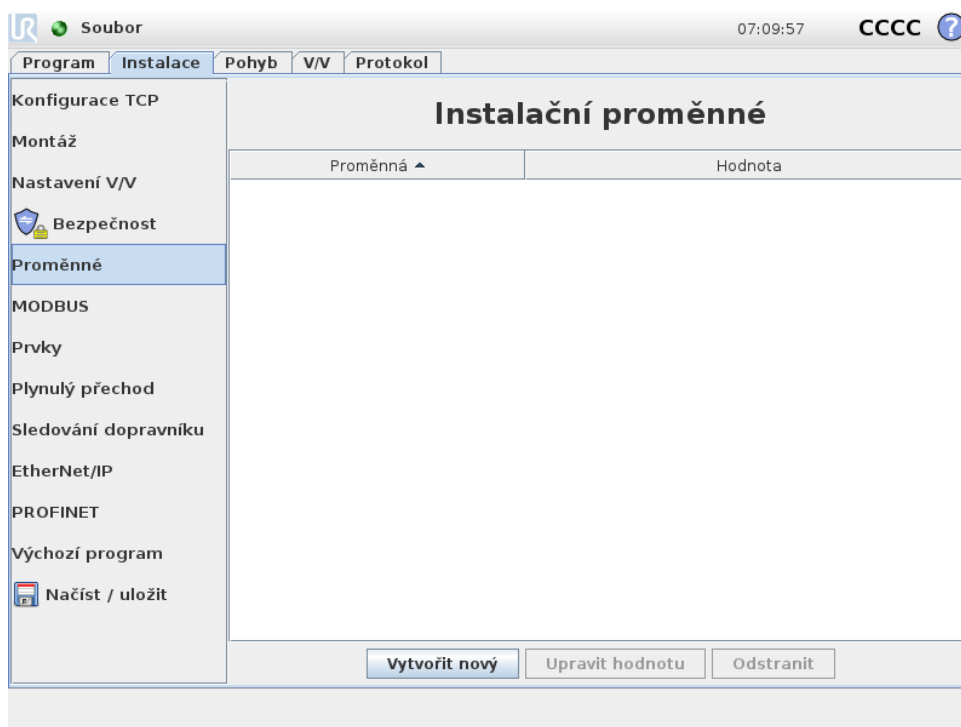 UR Soubor 07:09:57 CCCC ?
Program Instalace Pohyb V/V Protokol
Konfigurace TCP
Montáž
Nastavení V/V
Bezpečnost
Proměnné
MODBUS
Prvky
Plynulý přechod
Sledování dopravníku
EtherNet/IP
PROFINET
Výchozí program
Načíst / uložit
Instalační proměnné
Proměnná Hodnota
Vytvořit nový Upravit hodnotu Odstranit